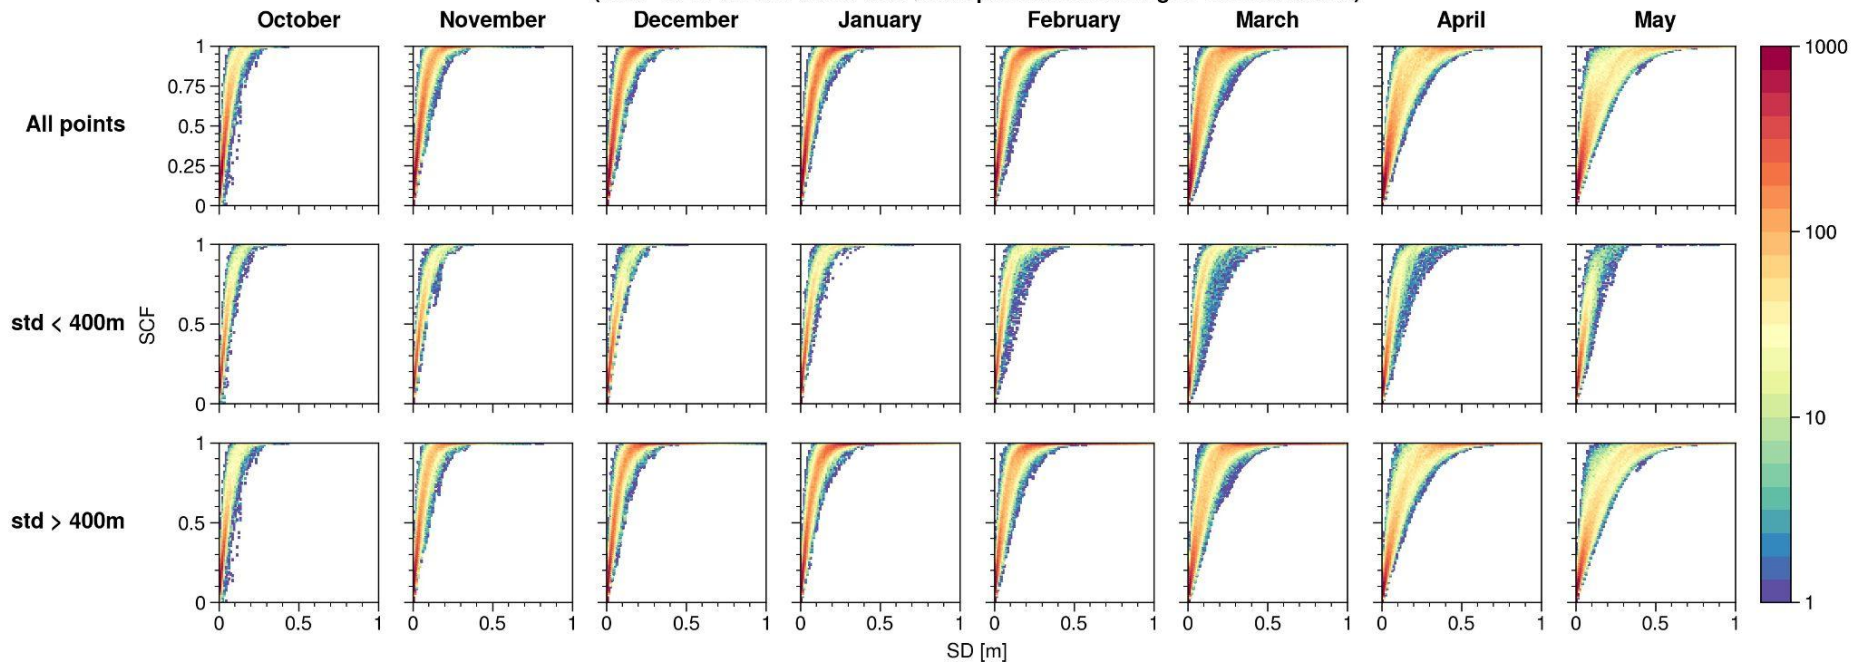 October November December January February March April May
All points
1
0.75
0.5
0.25
0
1000
100
10
1
std < 400m
1
0.5
0
SCF
std > 400m
1
0.5
0
0 0.5 1 0 0.5 1 0 0.5 1 0 0.5 1 0 0.5 1 0 0.5 1 0 0.5 1 0 0.5 1
SD [m]